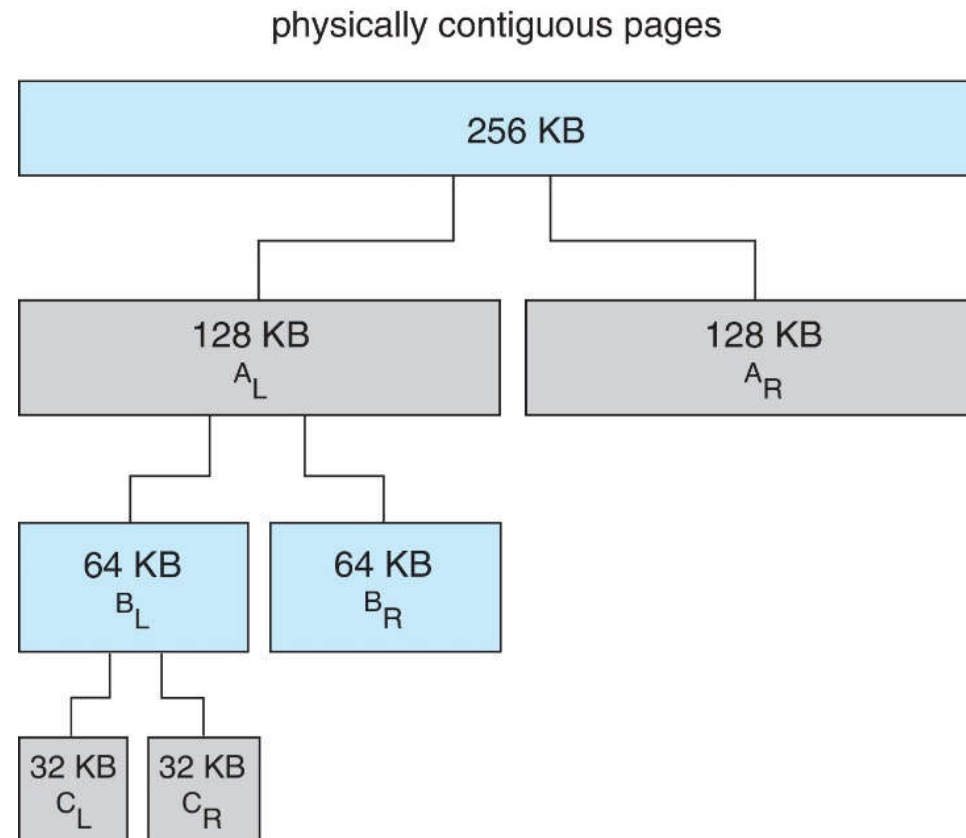 physically contiguous pages
256 KB
128 KB
A_L
128 KB
A_R
64 KB
B_L
64 KB
B_R
32 KB
C_L
32 KB
C_R